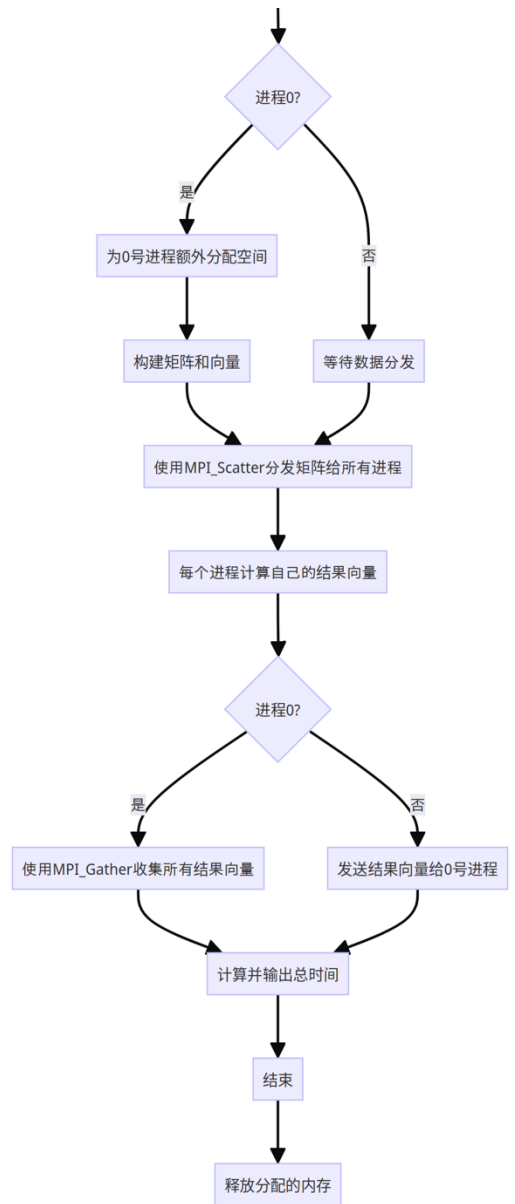 进程0?
是
否
为0号进程额外分配空间
构建矩阵和向量
等待数据分发
使用MPI_Scatter分发矩阵给所有进程
每个进程计算自己的结果向量
进程0?
是
否
使用MPI_Gather收集所有结果向量
发送结果向量给0号进程
计算并输出总时间
结束
释放分配的内存